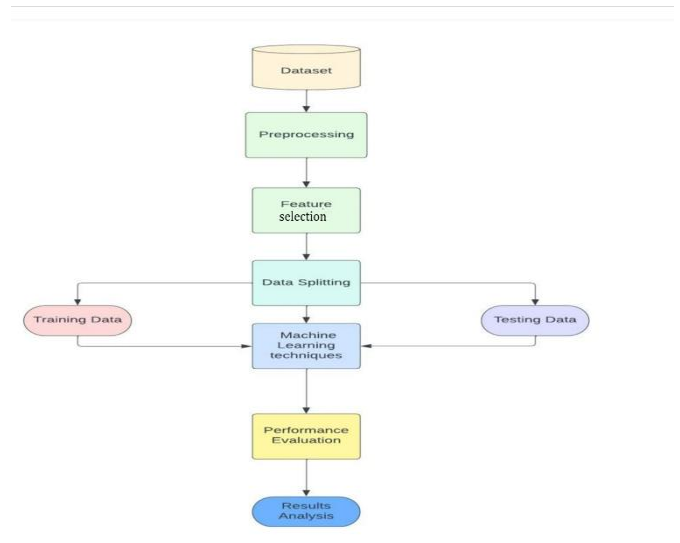 Dataset
Preprocessing
Feature
selection
Data Splitting
Training Data
Testing Data
Machine
Learning
techniques
Performance
Evaluation
Results
Analysis